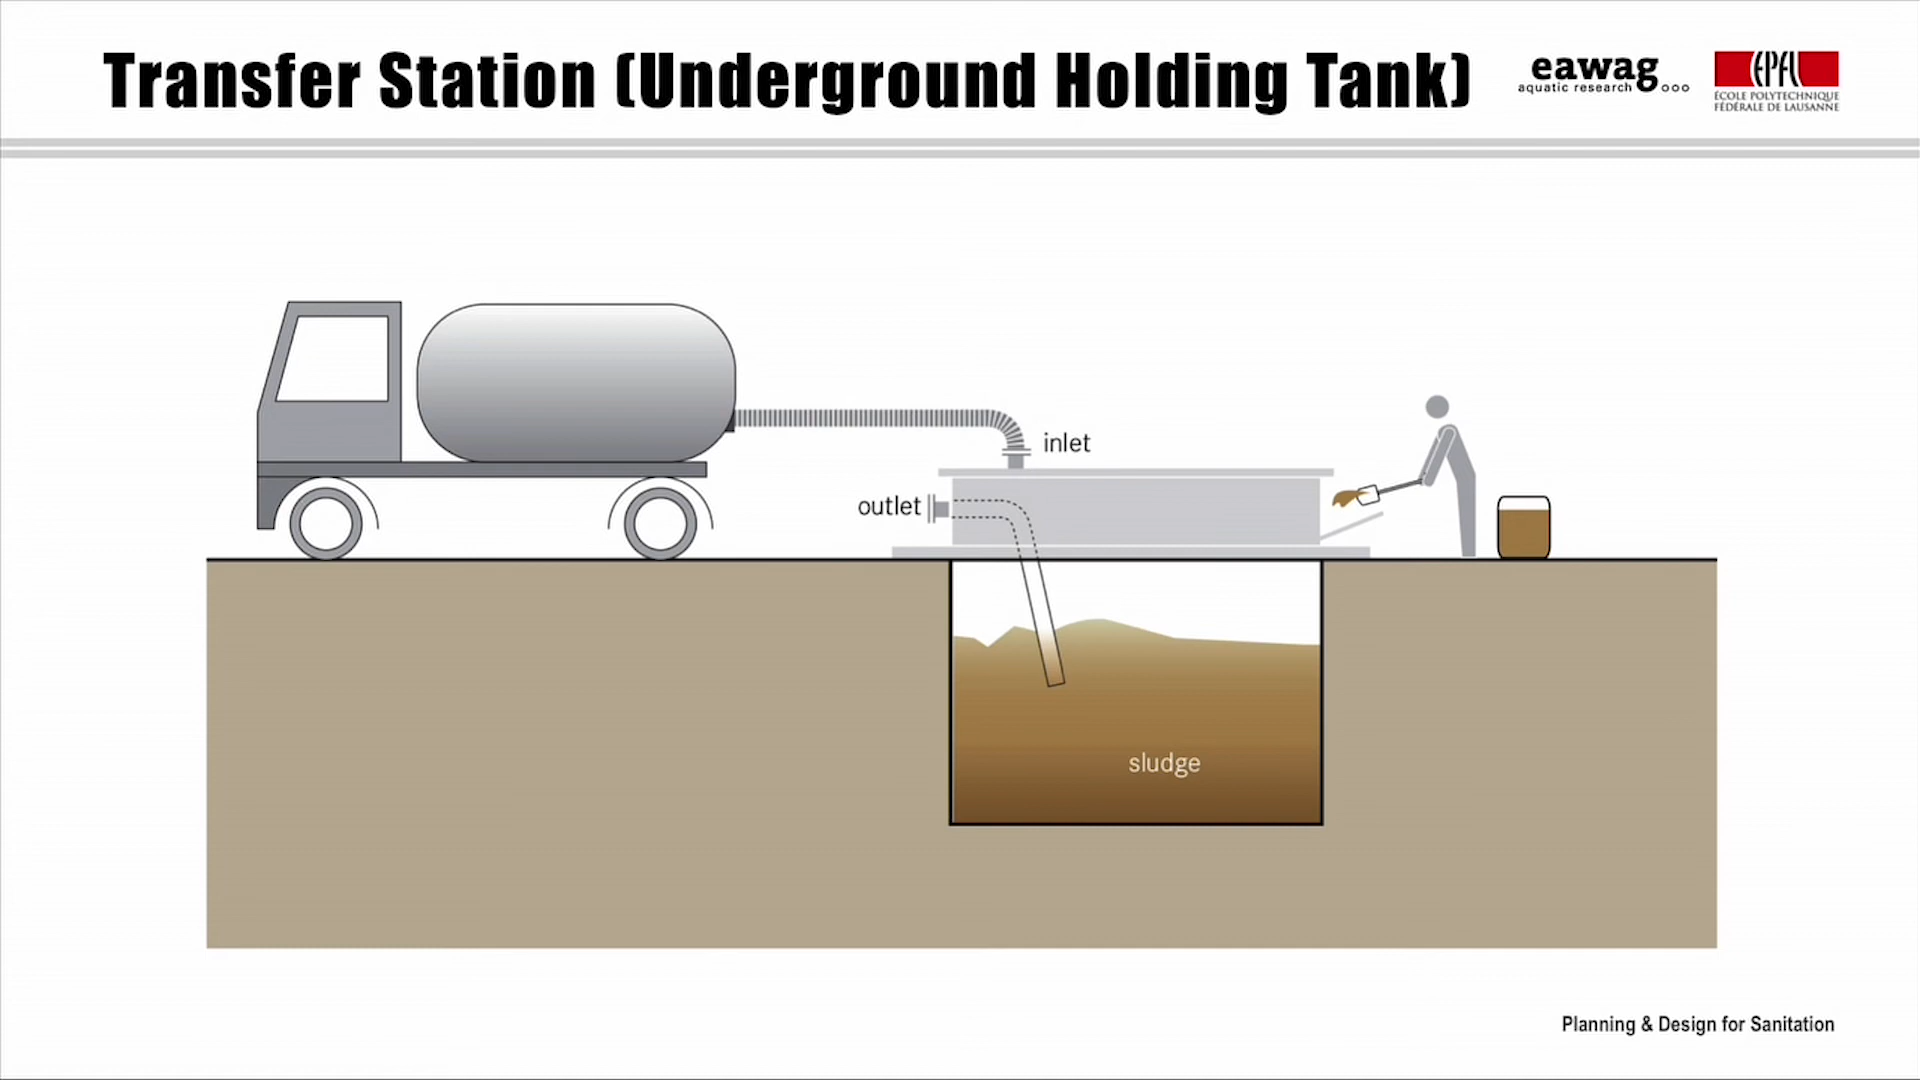 Transfer Station (Underground Holding Tank)
eawag
aquatic research
EPFL
ÉCOLE POLYTECHNIQUE
FÉDÉRALE DE LAUSANNE
inlet
outlet
sludge
Planning & Design for Sanitation